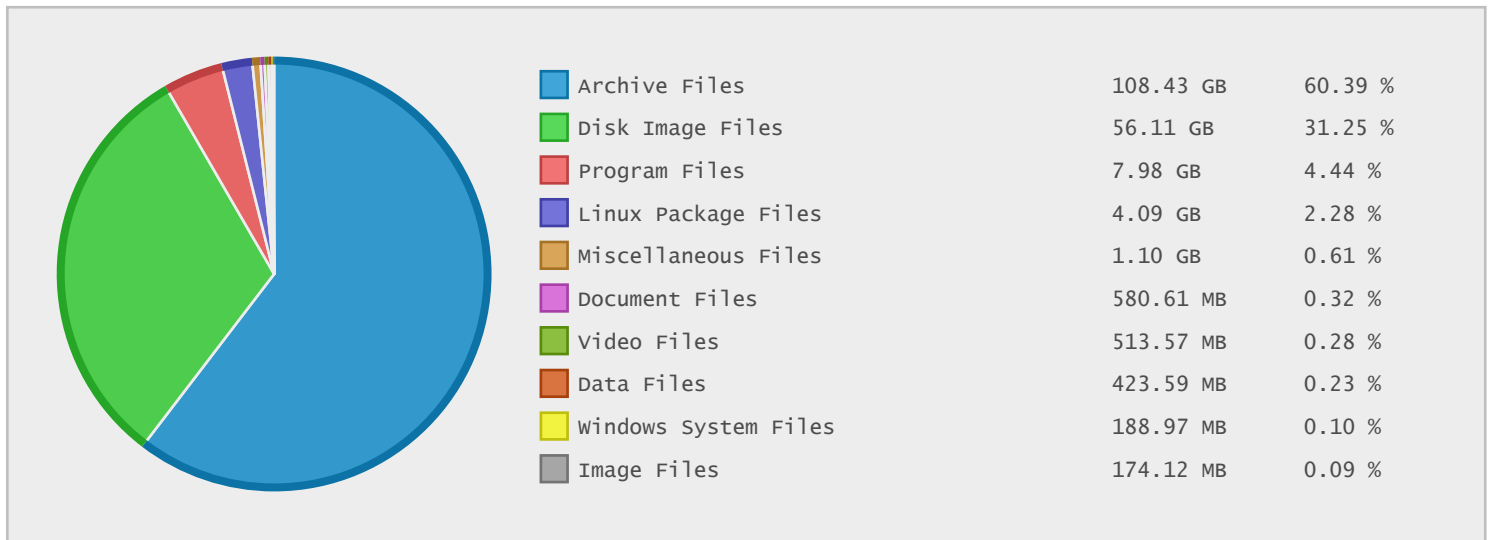 Archive Files 108.43 GB 60.39 %
Disk Image Files 56.11 GB 31.25 %
Program Files 7.98 GB 4.44 %
Linux Package Files 4.09 GB 2.28 %
Miscellaneous Files 1.10 GB 0.61 %
Document Files 580.61 MB 0.32 %
Video Files 513.57 MB 0.28 %
Data Files 423.59 MB 0.23 %
Windows System Files 188.97 MB 0.10 %
Image Files 174.12 MB 0.09 %